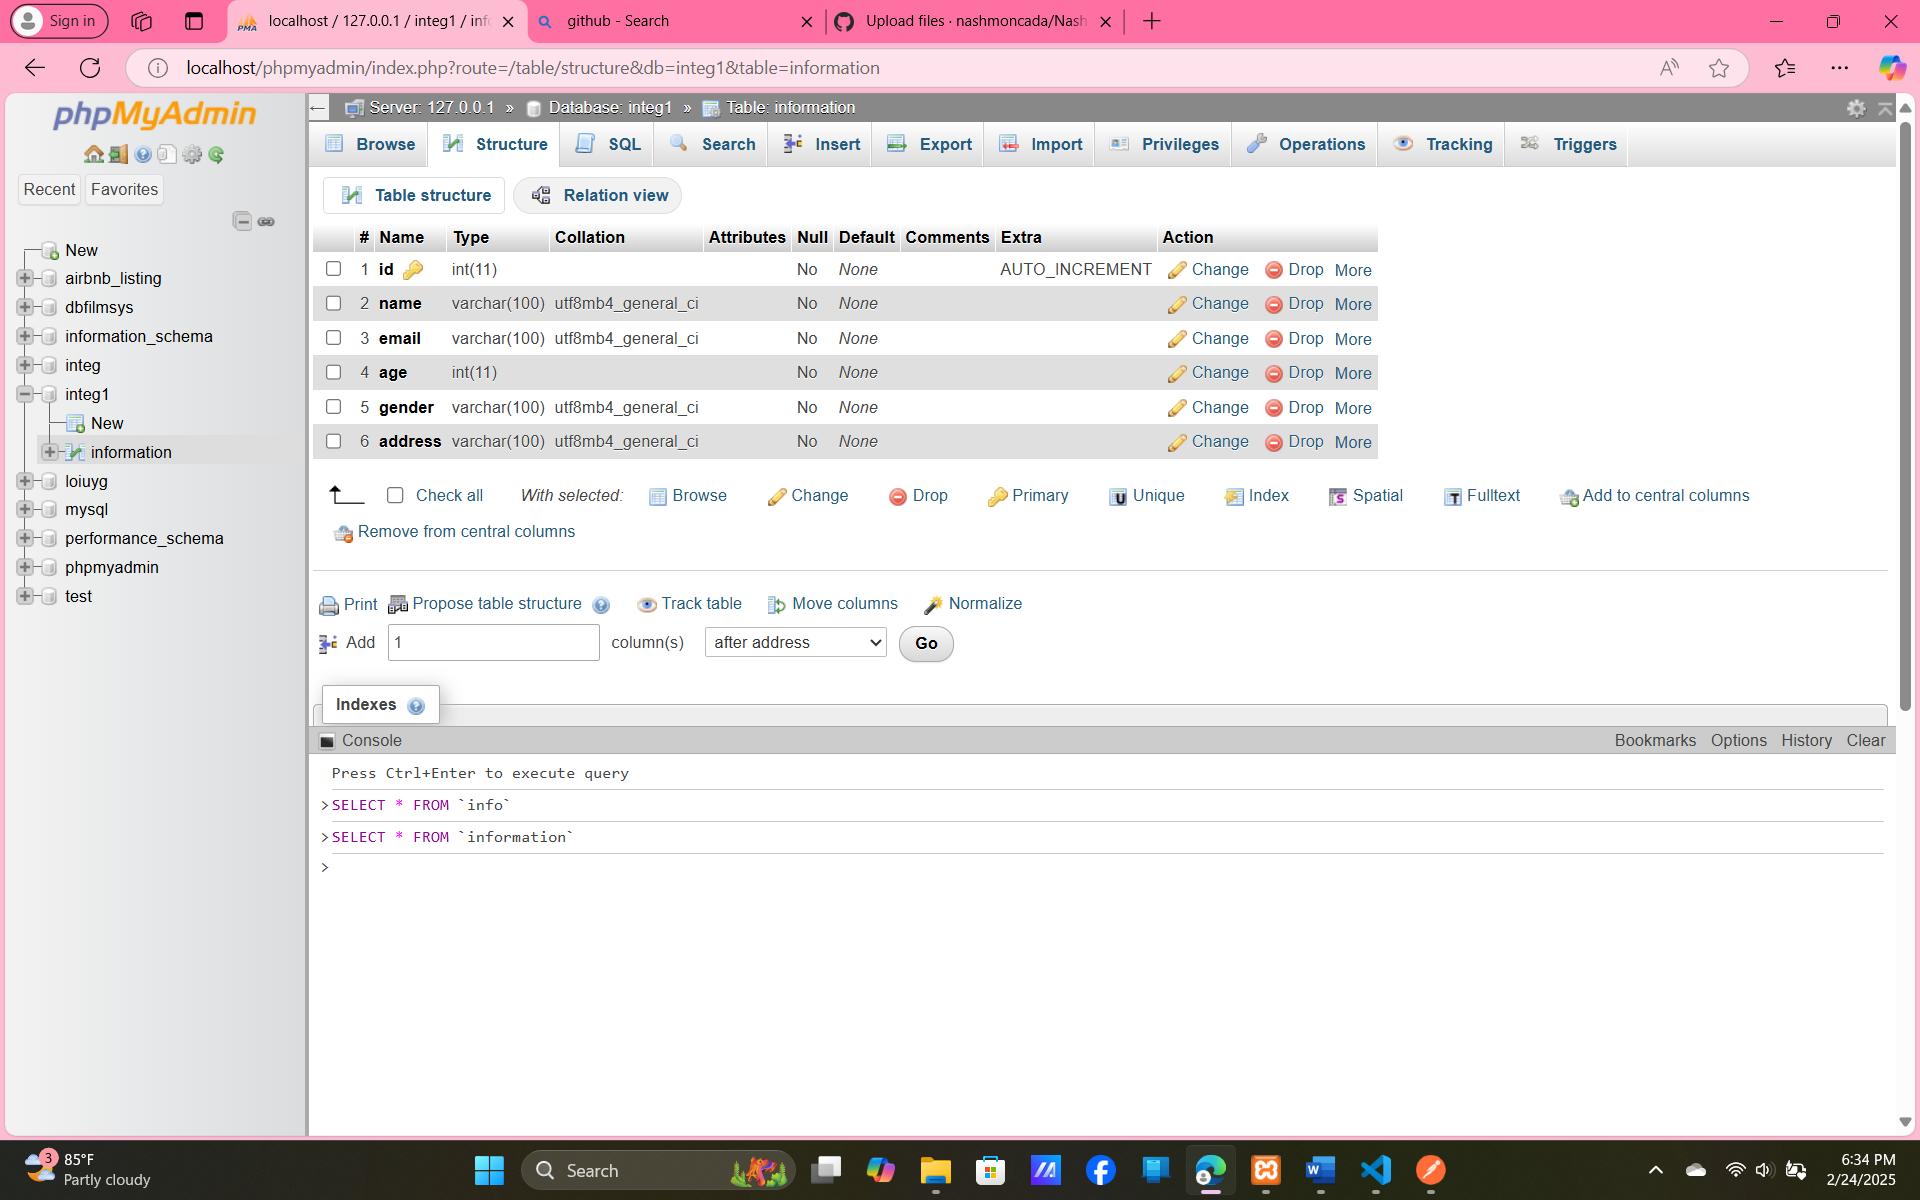 Sign in
localhost / 127.0.0.1 / integ1 / info
github - Search
Upload files · nashmoncada/Nash
localhost/phpmyadmin/index.php?route=/table/structure&db=integ1&table=information
phpMyAdmin
Recent Favorites
New
airbnb_listing
dbfilmsys
information_schema
integ
integ1
New
information
loiuyg
mysql
performance_schema
phpmyadmin
test
Server: 127.0.0.1 » Database: integ1 » Table: information
Browse Structure SQL Search Insert Export Import Privileges Operations Tracking Triggers
Table structure Relation view
# Name Type Collation Attributes Null Default Comments Extra Action
1 id int(11) No None AUTO_INCREMENT Change Drop More
2 name varchar(100) utf8mb4_general_ci No None Change Drop More
3 email varchar(100) utf8mb4_general_ci No None Change Drop More
4 age int(11) No None Change Drop More
5 gender varchar(100) utf8mb4_general_ci No None Change Drop More
6 address varchar(100) utf8mb4_general_ci No None Change Drop More
Check all With selected: Browse Change Drop Primary Unique Index Spatial Fulltext Add to central columns
Remove from central columns
Print Propose table structure Track table Move columns Normalize
Add 1 column(s) after address Go
Indexes
Console Bookmarks Options History Clear
Press Ctrl+Enter to execute query
>SELECT * FROM `info`
>SELECT * FROM `information`
>
3
85°F
Partly cloudy
Search
6:34 PM
2/24/2025